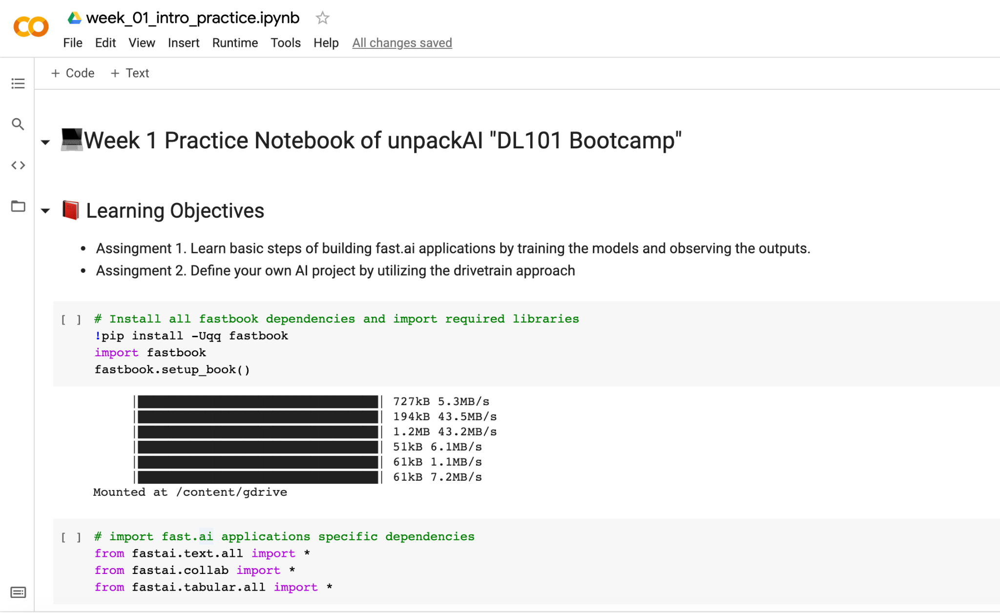 week_01_intro_practice.ipynb
File Edit View Insert Runtime Tools Help All changes saved
+ Code + Text
Week 1 Practice Notebook of unpackAI "DL101 Bootcamp"
Learning Objectives
• Assingment 1. Learn basic steps of building fast.ai applications by training the models and observing the outputs.
• Assingment 2. Define your own AI project by utilizing the drivetrain approach
[ ] # Install all fastbook dependencies and import required libraries
!pip install -Uqq fastbook
import fastbook
fastbook.setup_book()
727kB 5.3MB/s
194kB 43.5MB/s
1.2MB 43.2MB/s
51kB 6.1MB/s
61kB 1.1MB/s
61kB 7.2MB/s
Mounted at /content/gdrive
[ ] # import fast.ai applications specific dependencies
from fastai.text.all import *
from fastai.collab import *
from fastai.tabular.all import *